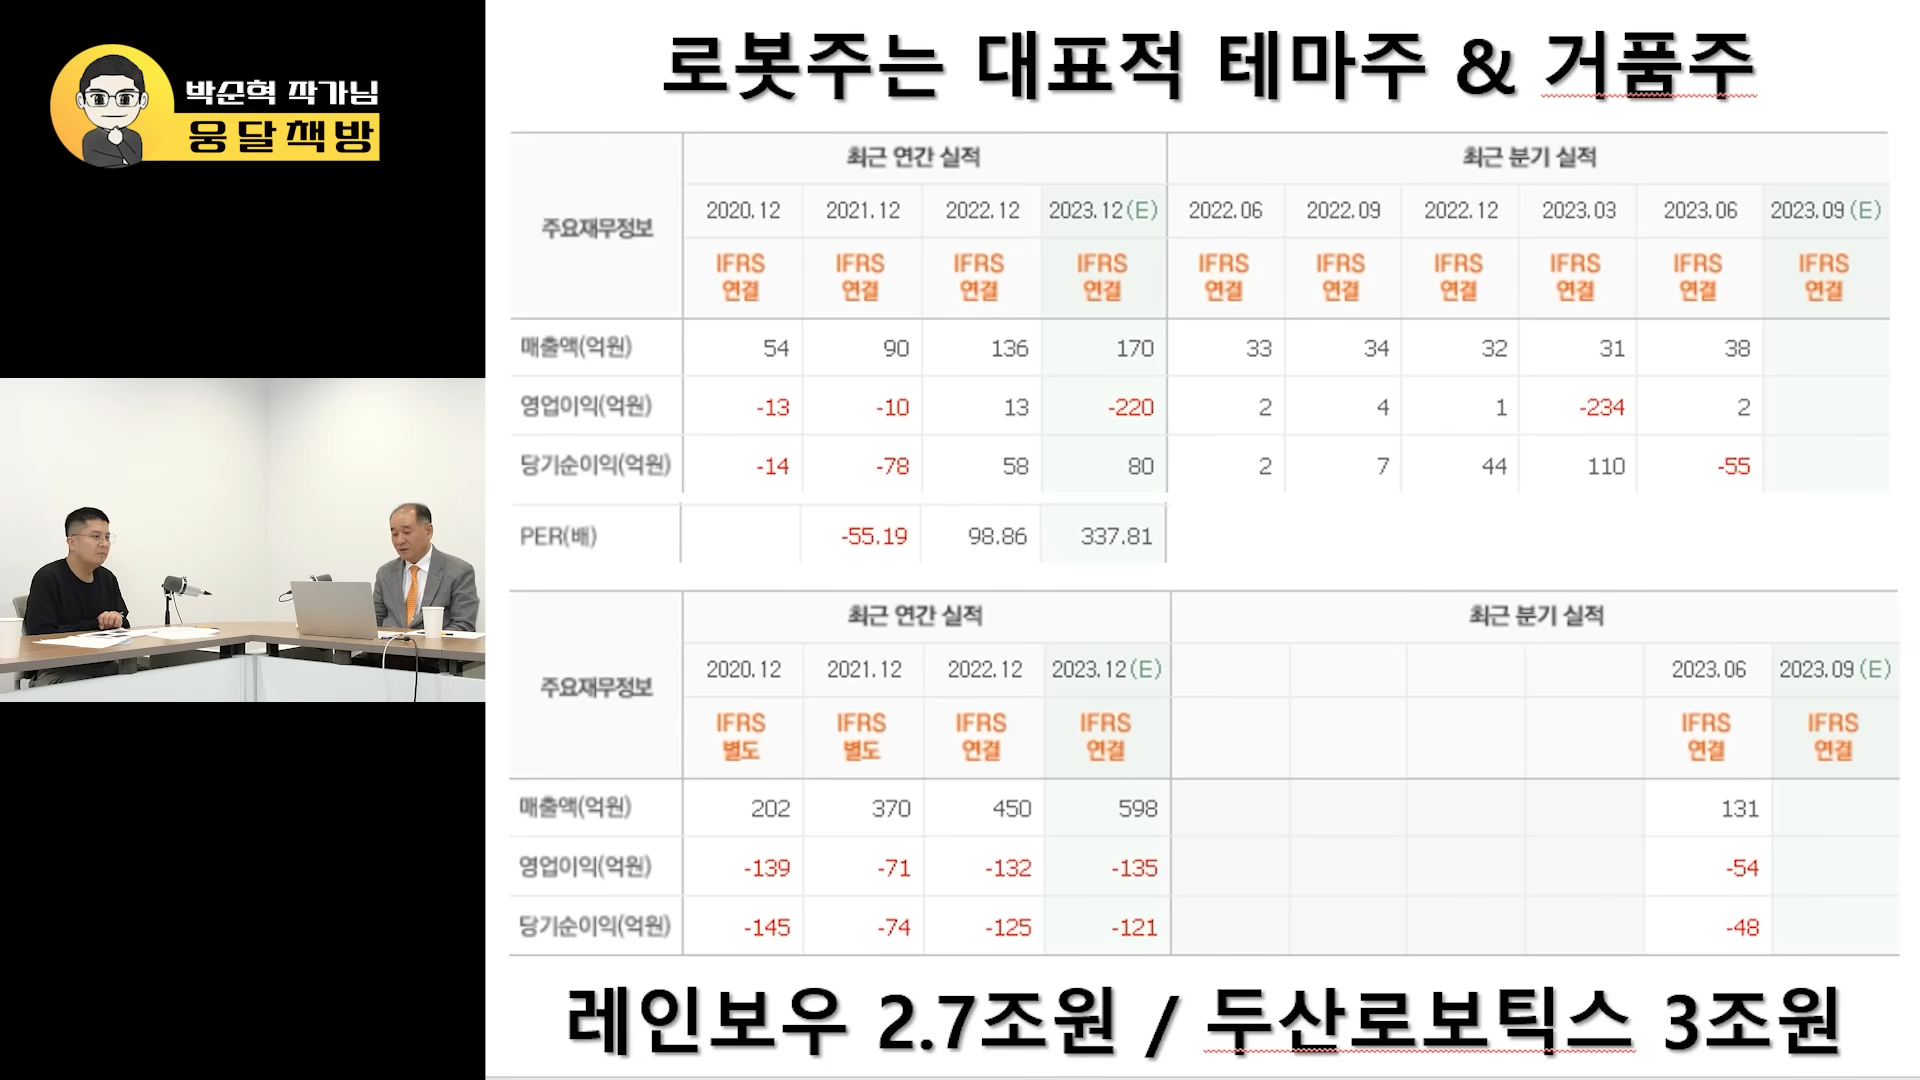 박순혁 작가님
웅달책방
로봇주는 대표적 테마주 & 거품주
주요재무정보 최근 연간 실적 최근 분기 실적
2020.12 2021.12 2022.12 2023.12(E) 2022.06 2022.09 2022.12 2023.03 2023.06 2023.09(E)
IFRS IFRS IFRS IFRS IFRS IFRS IFRS IFRS IFRS IFRS
연결 연결 연결 연결 연결 연결 연결 연결 연결 연결
매출액(억원) 54 90 136 170 33 34 32 31 38
영업이익(억원) -13 -10 13 -220 2 4 1 -234 2
당기순이익(억원) -14 -78 58 80 2 7 44 110 -55
PER(배) -55.19 98.86 337.81
주요재무정보 최근 연간 실적 최근 분기 실적
2020.12 2021.12 2022.12 2023.12(E) 2023.06 2023.09(E)
IFRS IFRS IFRS IFRS IFRS IFRS
별도 별도 연결 연결 연결 연결
매출액(억원) 202 370 450 598 131
영업이익(억원) -139 -71 -132 -135 -54
당기순이익(억원) -145 -74 -125 -121 -48
레인보우 2.7조원 / 두산로보틱스 3조원